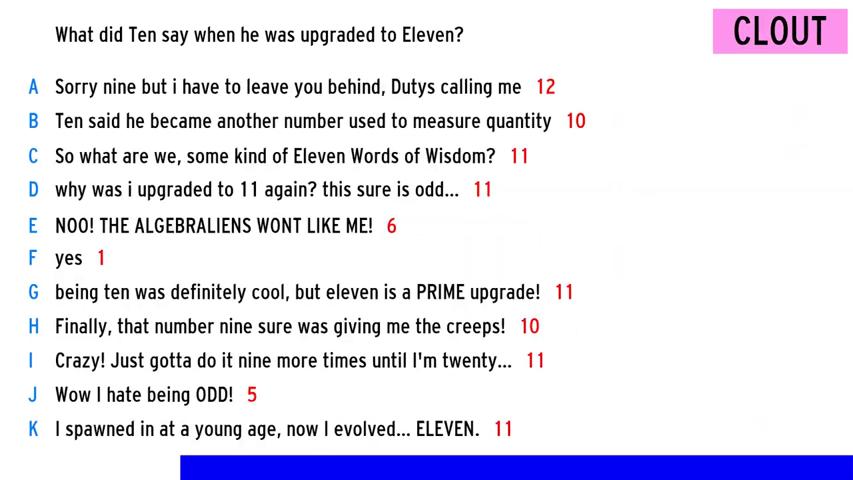 What did Ten say when he was upgraded to Eleven?
CLOUT
A Sorry nine but i have to leave you behind, Dutys calling me 12
B Ten said he became another number used to measure quantity 10
C So what are we, some kind of Eleven Words of Wisdom? 11
D why was i upgraded to 11 again? this sure is odd... 11
E NOO! THE ALGEBRALIENS WONT LIKE ME! 6
F yes 1
G being ten was definitely cool, but eleven is a PRIME upgrade! 11
H Finally, that number nine sure was giving me the creeps! 10
I Crazy! Just gotta do it nine more times until I'm twenty... 11
J Wow I hate being ODD! 5
K I spawned in at a young age, now I evolved... ELEVEN. 11